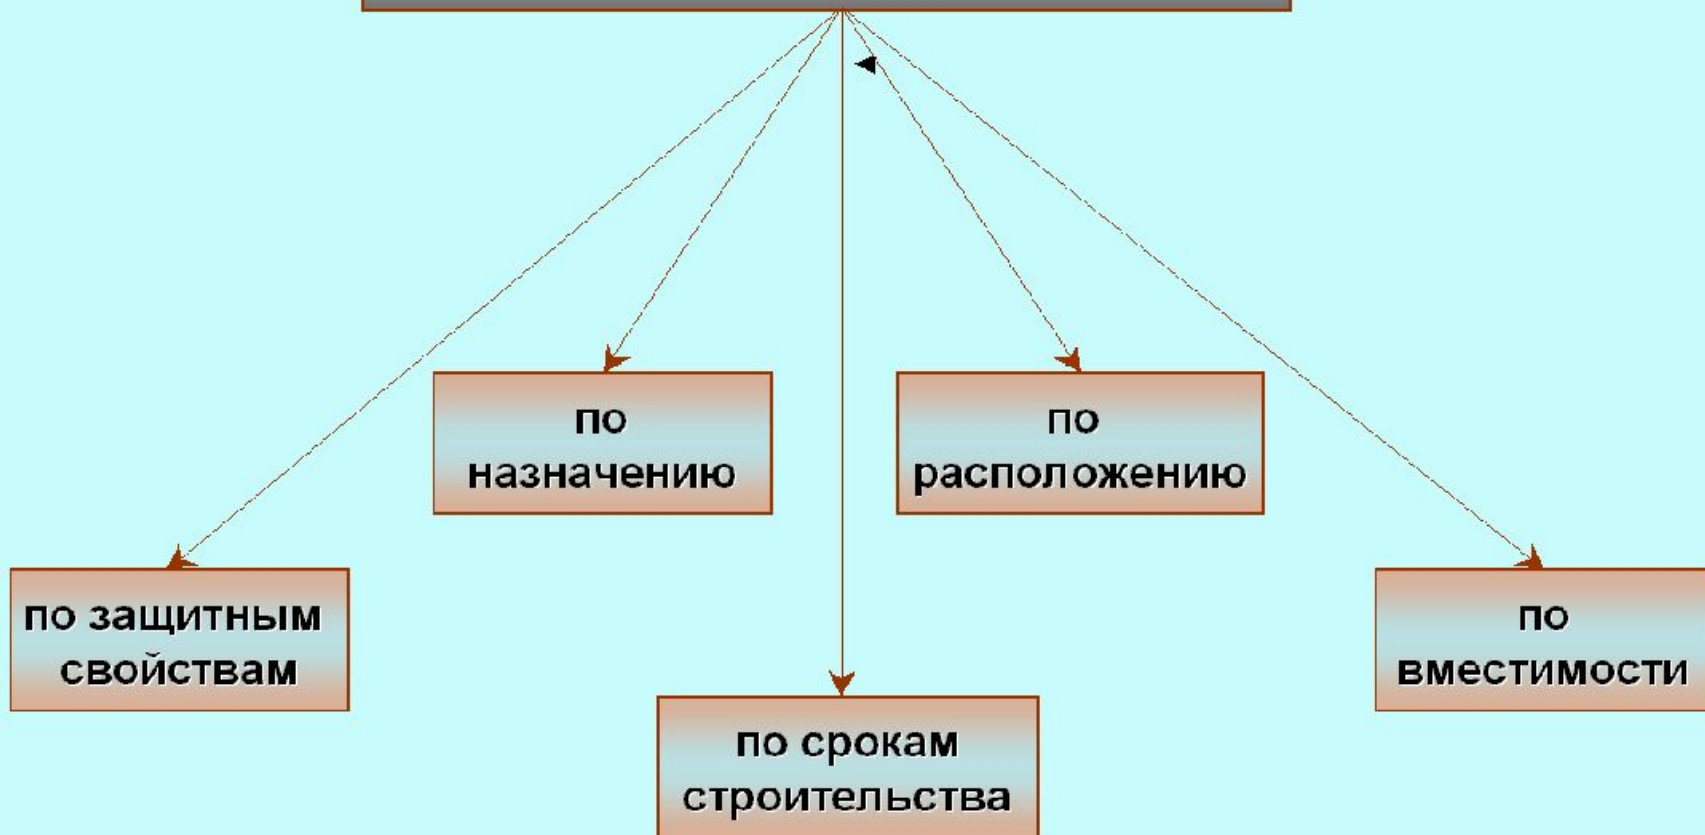 по
назначению
по
расположению
по защитным
свойствам
по
вместимости
по срокам
строительства